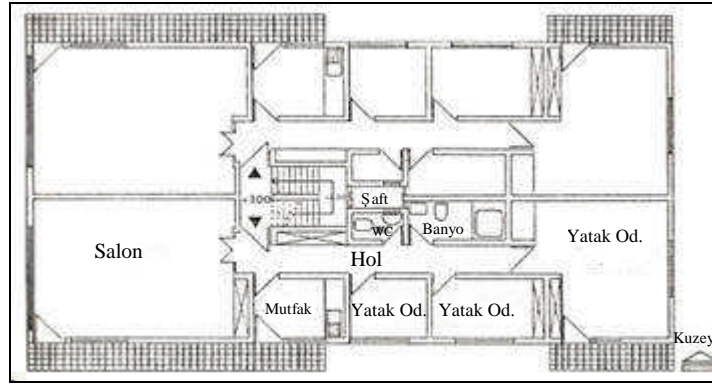 +300
Şaft
WC
Banyo
Salon
Yatak Od.
Hol
Mutfak
Yatak Od.
Yatak Od.
Kuzey